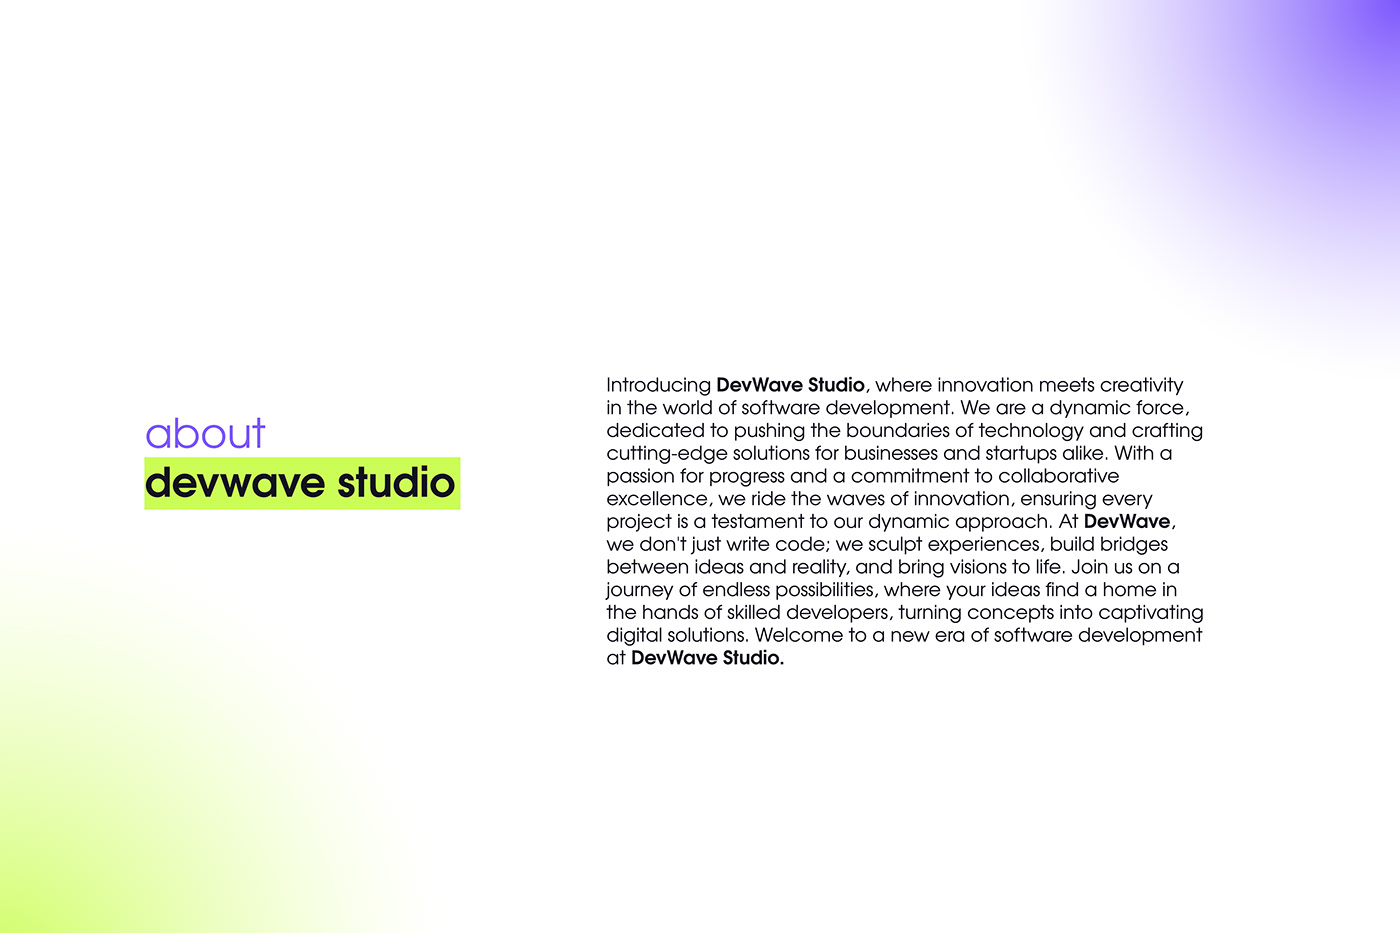 about
devwave studio
Introducing DevWave Studio, where innovation meets creativity
in the world of software development. We are a dynamic force,
dedicated to pushing the boundaries of technology and crafting
cutting-edge solutions for businesses and startups alike. With a
passion for progress and a commitment to collaborative
excellence, we ride the waves of innovation, ensuring every
project is a testament to our dynamic approach. At DevWave,
we don't just write code; we sculpt experiences, build bridges
between ideas and reality, and bring visions to life. Join us on a
journey of endless possibilities, where your ideas find a home in
the hands of skilled developers, turning concepts into captivating
digital solutions. Welcome to a new era of software development
at DevWave Studio.